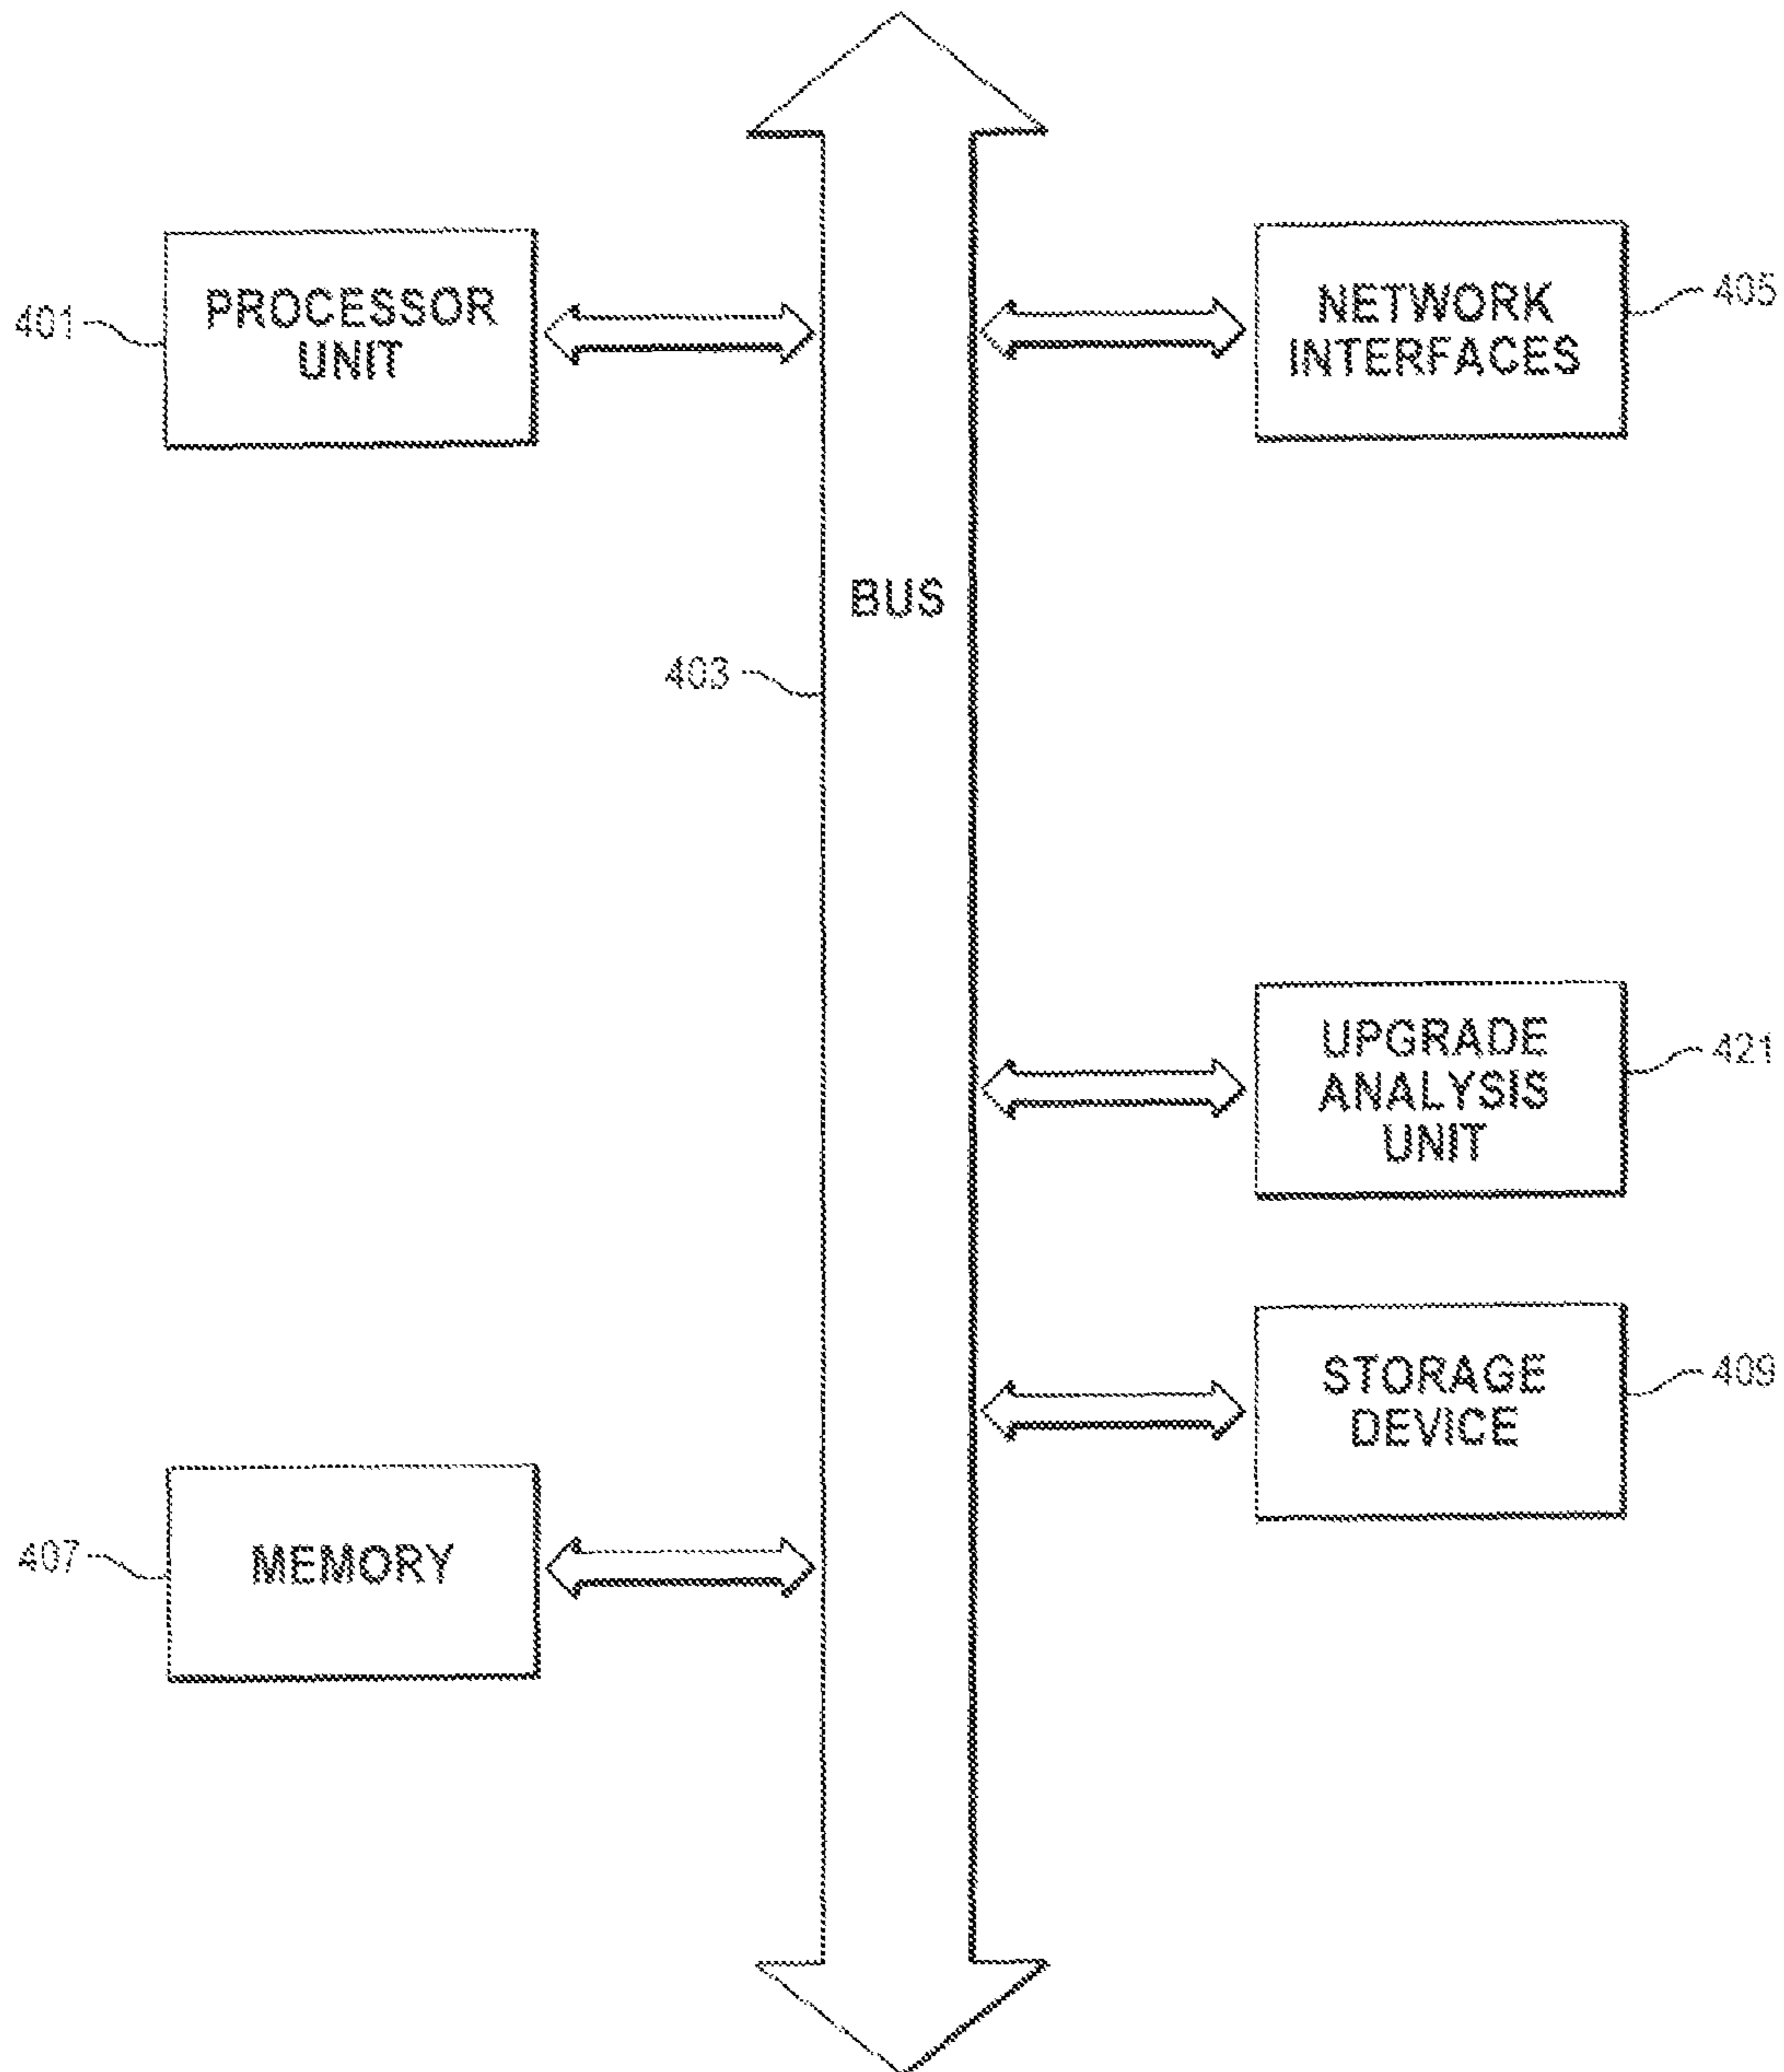 PROCESSOR
UNIT
401
NETWORK
INTERFACES
405
BUS
403
UPGRADE
ANALYSIS
UNIT
421
STORAGE
DEVICE
409
MEMORY
407